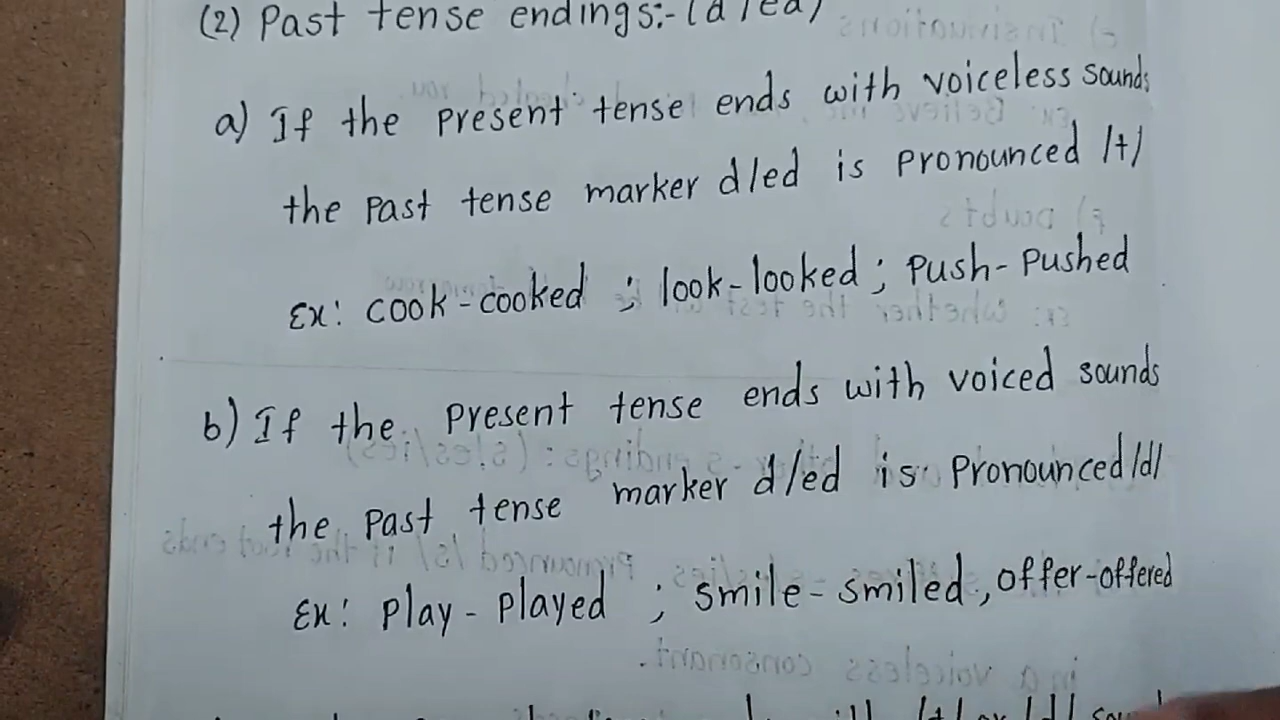 (2) Past tense endings:- (d/ed)
a) If the present tense ends with voiceless sounds
the past tense marker d/ed is pronounced /t/
Ex: cook-cooked ; look-looked; push-pushed
b) If the present tense ends with voiced sounds
the past tense marker d/ed is pronounced /d/
Ex: play-played ; smile-smiled, offer-offered